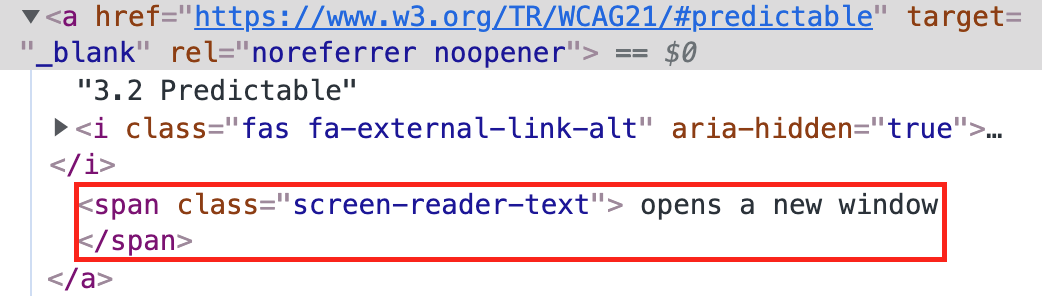 ▼<a href="https://www.w3.org/TR/WCAG21/#predictable" target=
"_blank" rel="noreferrer noopener"> == $0
"3.2 Predictable"
▶<i class="fas fa-external-link-alt" aria-hidden="true">…
</i>
<span class="screen-reader-text"> opens a new window
</span>
</a>